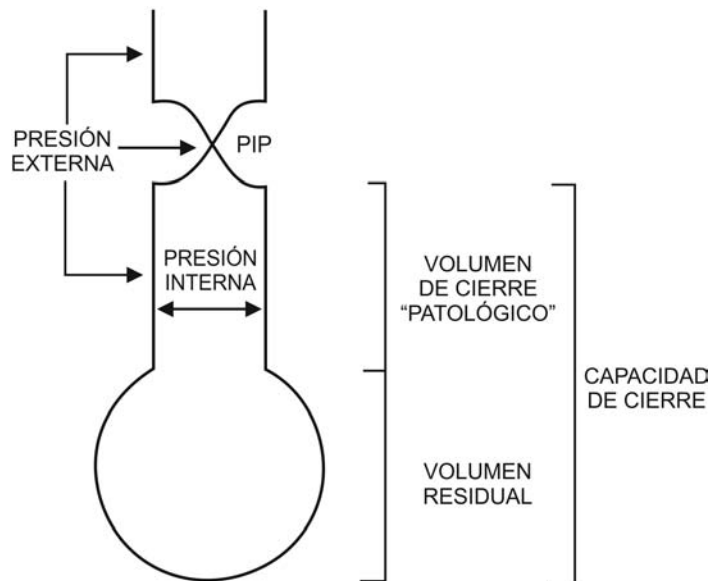 PRESIÓN
EXTERNA
PIP
PRESIÓN
INTERNA
VOLUMEN
DE CIERRE
“PATOLÓGICO”
CAPACIDAD
DE CIERRE
VOLUMEN
RESIDUAL